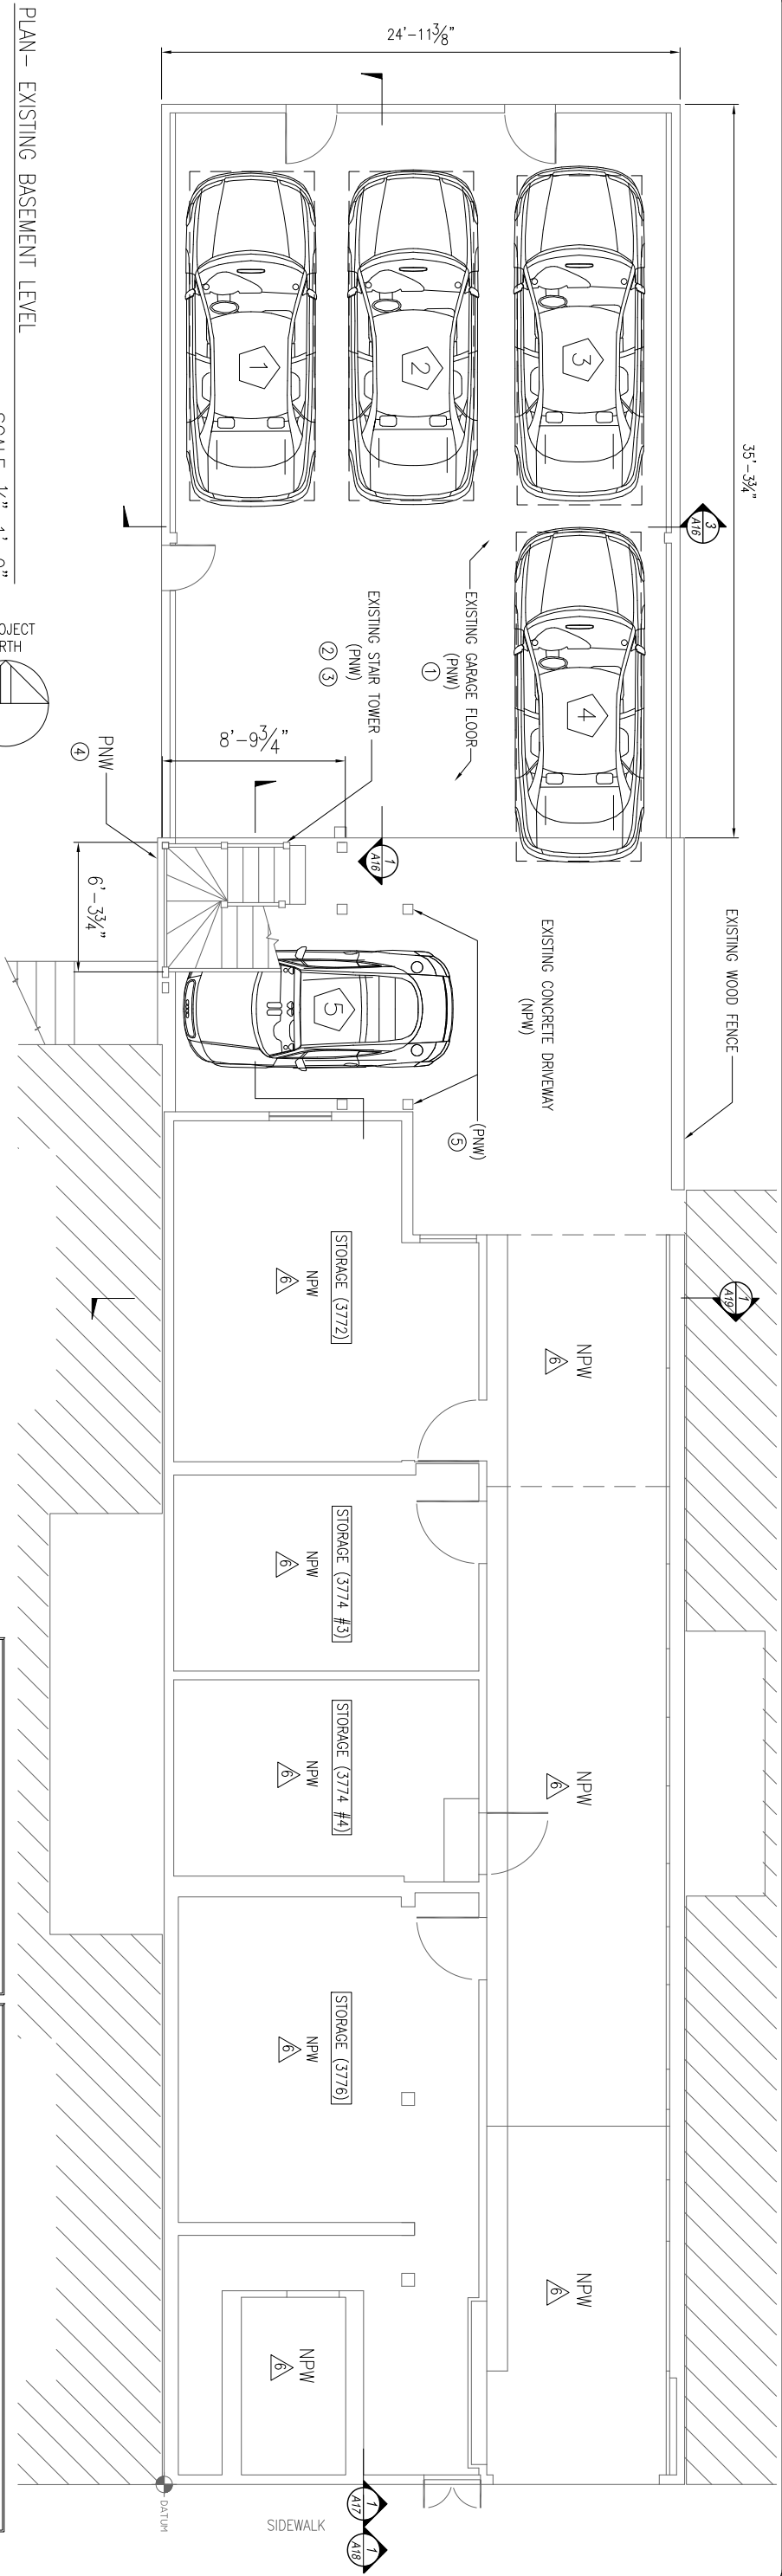 24'-11⅜"
35'-3¾"
3
A16
1
2
3
4
EXISTING GARAGE FLOOR
(PNW)
1
EXISTING STAIR TOWER
(PNW)
2 3
8'-9¾"
PNW
4
6'-3¾"
1
A16
EXISTING WOOD FENCE
EXISTING CONCRETE DRIVEWAY
(NPW)
5
(PNW)
5
1
A19
STORAGE (3772)
NPW
6
NPW
6
STORAGE (3774 #3)
NPW
6
STORAGE (3774 #4)
NPW
6
NPW
6
STORAGE (3776)
NPW
6
NPW
6
NPW
6
1
A17
1
A18
SIDEWALK
DATUM
PLAN- EXISTING BASEMENT LEVEL